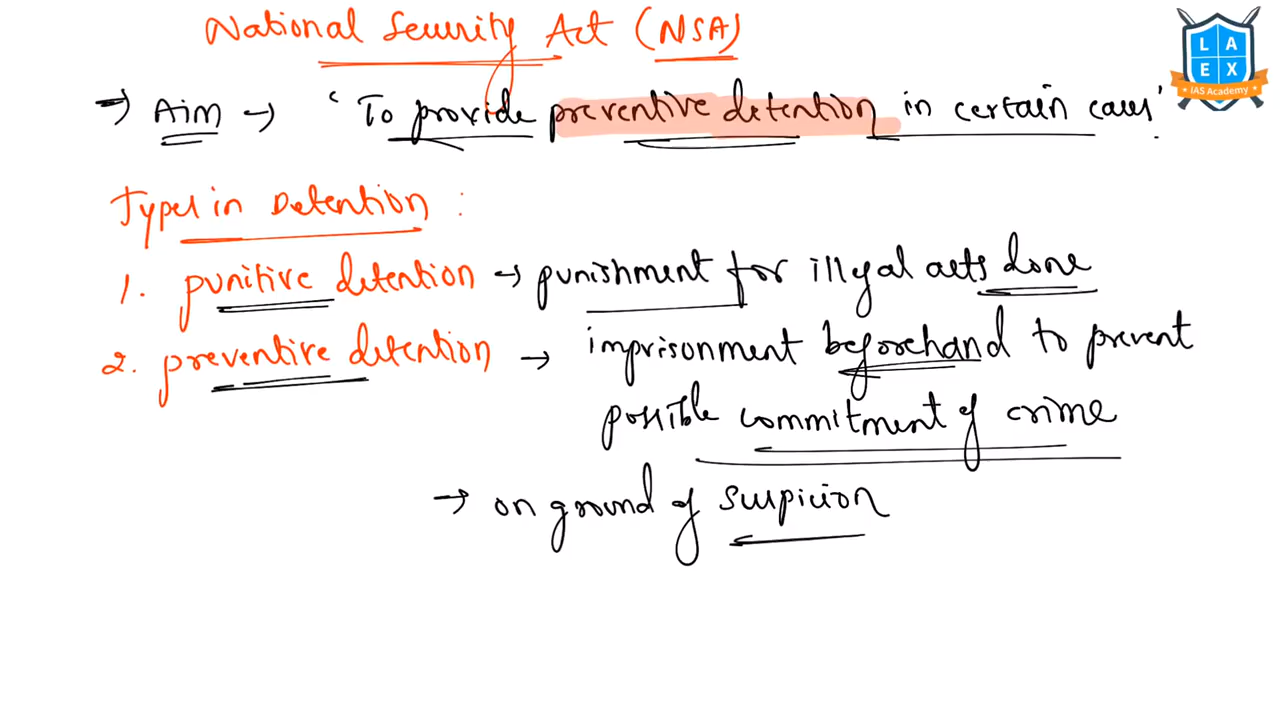 National Security Act (NSA)
→ Aim → 'To provide preventive detention in certain cases'
Types in Detention :
1. punitive detention → punishment for illegal acts done
2. preventive detention → imprisonment beforehand to prevent
possible commitment of crime
→ on ground of suspicion
L A
E X
IAS Academy